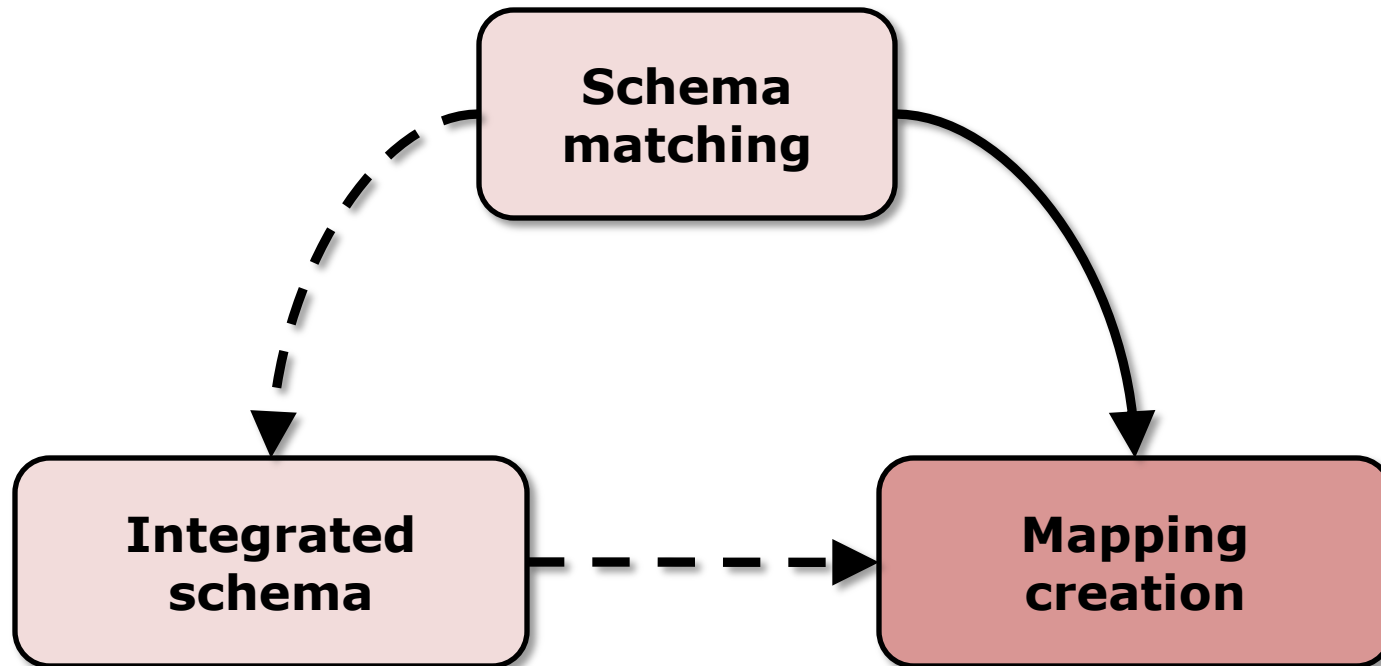 Schema
matching
Integrated
schema
Mapping
creation